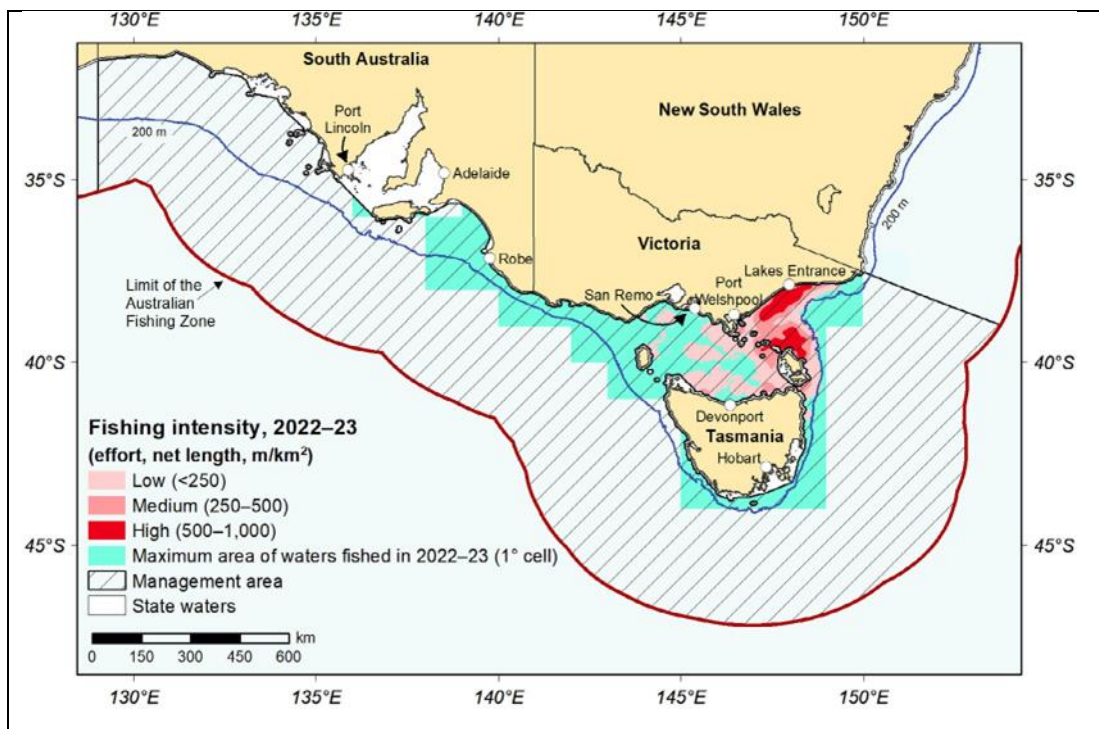 130°E 135°E 140°E 145°E 150°E
South Australia
New South Wales
Port
Lincoln
200 m
Adelaide
35°S 35°S
200 m
Victoria
Lakes Entrance
Robe
Port
Welshpool
San Remo
Limit of the
Australian
Fishing Zone
40°S 40°S
Devonport
Tasmania
Hobart
Fishing intensity, 2022–23
(effort, net length, m/km²)
Low (<250)
Medium (250–500)
High (500–1,000)
Maximum area of waters fished in 2022–23 (1° cell)
Management area
State waters
45°S 45°S
km
0 150 300 450 600
130°E 135°E 140°E 145°E 150°E